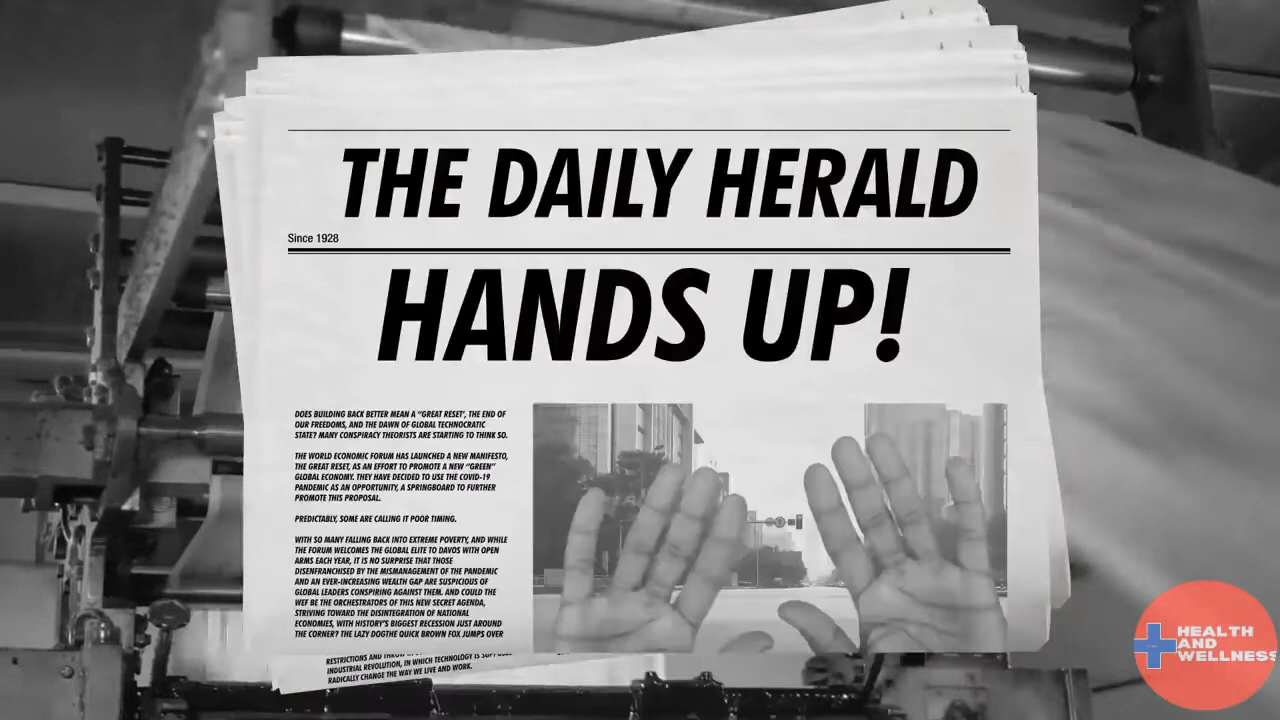 THE DAILY HERALD
Since 1928
HANDS UP!
DOES BUILDING BACK BETTER MEAN A "GREAT RESET', THE END OF
OUR FREEDOMS, AND THE DAWN OF GLOBAL TECHNOCRATIC
STATE? MANY CONSPIRACY THEORISTS ARE STARTING TO THINK SO.
THE WORLD ECONOMIC FORUM HAS LAUNCHED A NEW MANIFESTO,
THE GREAT RESET, AS AN EFFORT TO PROMOTE A NEW "GREEN"
GLOBAL ECONOMY. THEY HAVE DECIDED TO USE THE COVID-19
PANDEMIC AS AN OPPORTUNITY, A SPRINGBOARD TO FURTHER
PROMOTE THIS PROPOSAL.
PREDICTABLY, SOME ARE CALLING IT POOR TIMING.
WITH SO MANY FALLING BACK INTO EXTREME POVERTY, AND WHILE
THE FORUM WELCOMES THE GLOBAL ELITE TO DAVOS WITH OPEN
ARMS EACH YEAR, IT IS NO SURPRISE THAT THOSE
DISENFRANCHISED BY THE MISMANAGEMENT OF THE PANDEMIC
AND AN EVER-INCREASING WEALTH GAP ARE SUSPICIOUS OF
GLOBAL LEADERS CONSPIRING AGAINST THEM. AND COULD THE
WEF BE THE ORCHESTRATORS OF THIS NEW SECRET AGENDA,
STRIVING TOWARD THE DISINTEGRATION OF NATIONAL
ECONOMIES, WITH HISTORY'S BIGGEST RECESSION JUST AROUND
THE CORNER? THE LAZY DOGTHE QUICK BROWN FOX JUMPS OVER
RESTRICTIONS AND THROW
INDUSTRIAL REVOLUTION, IN WHICH TECHNOLOGY IS
RADICALLY CHANGE THE WAY WE LIVE AND WORK.
HEALTH
AND
WELLNESS